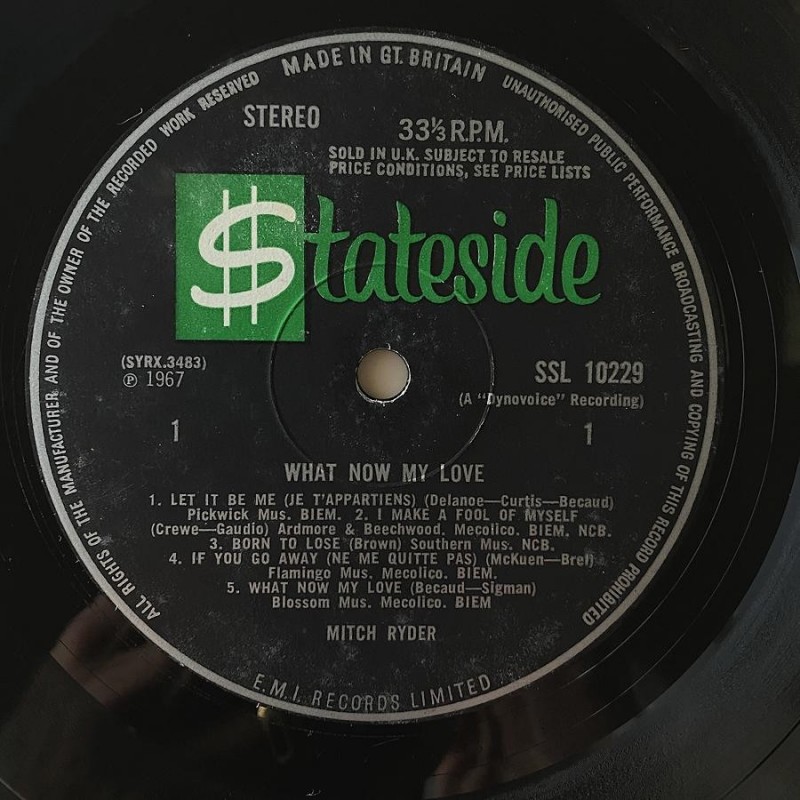 MADE IN GT. BRITAIN
UNAUTHORISED PUBLIC PERFORMANCE BROADCASTING AND COPYING OF THIS RECORD PROHIBITED
ALL RIGHTS OF THE MANUFACTURER AND OF THE OWNER OF THE RECORDED WORK RESERVED
STEREO
33⅓ R.P.M.
SOLD IN U.K. SUBJECT TO RESALE
PRICE CONDITIONS, SEE PRICE LISTS
$tateside
(SYRX.3483)
℗ 1967
SSL 10229
(A "Dynovoice" Recording)
1
1
WHAT NOW MY LOVE
1. LET IT BE ME (JE T'APPARTIENS) (Delanoe—Curtis—Becaud)
Pickwick Mus. BIEM. 2. I MAKE A FOOL OF MYSELF
(Crewe—Gaudio) Ardmore & Beechwood, Mecolico. BIEM, NCB.
3. BORN TO LOSE (Brown) Southern Mus. NCB.
4. IF YOU GO AWAY (NE ME QUITTE PAS) (McKuen—Brel)
Flamingo Mus. Mecolico. BIEM.
5. WHAT NOW MY LOVE (Becaud—Sigman)
Blossom Mus. Mecolico. BIEM
MITCH RYDER
E.M.I. RECORDS LIMITED